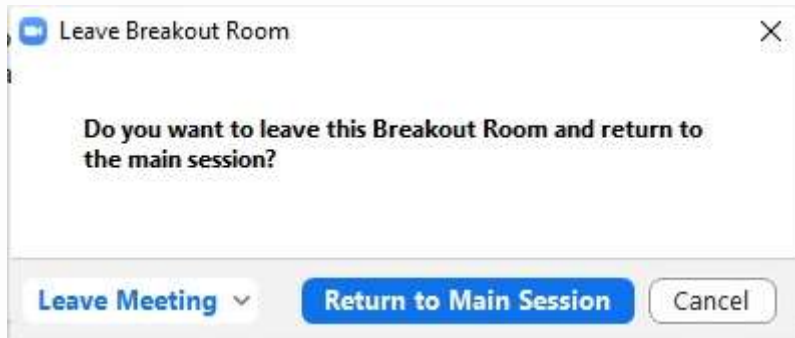 Leave Breakout Room
Do you want to leave this Breakout Room and return to
the main session?
Leave Meeting
Return to Main Session
Cancel